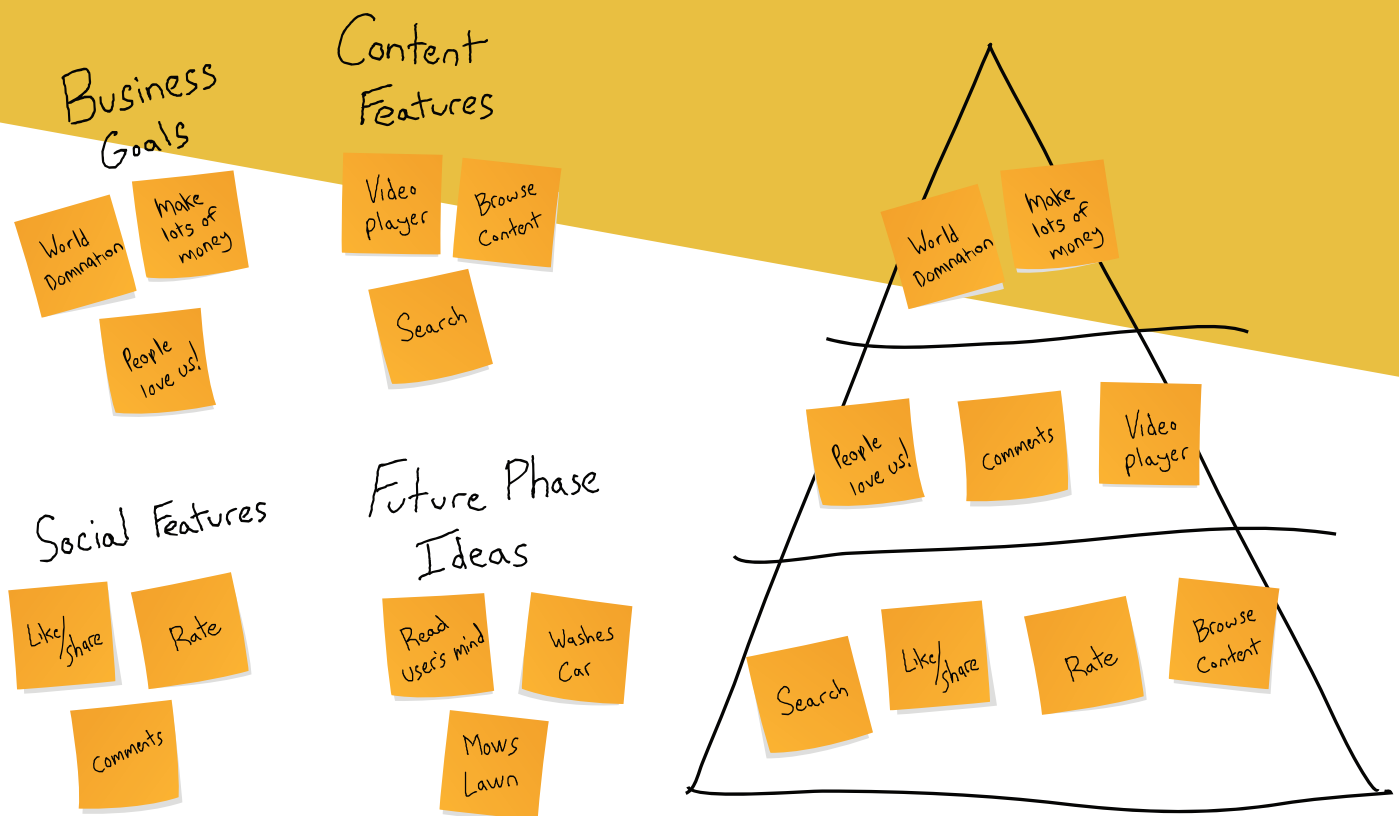 Business
Goals
World
Domnation
Make
lots of
money
People
love us!
Content
Features
Video
player
Browse
Content
Search
Social Features
Like/
share
Rate
Comments
Future Phase
Ideas
Read
user's mind
Washes
Car
Mows
Lawn
World
Domnation
Make
lots of
money
People
love us!
Comments
Video
player
Search
Like/
share
Rate
Browse
Content